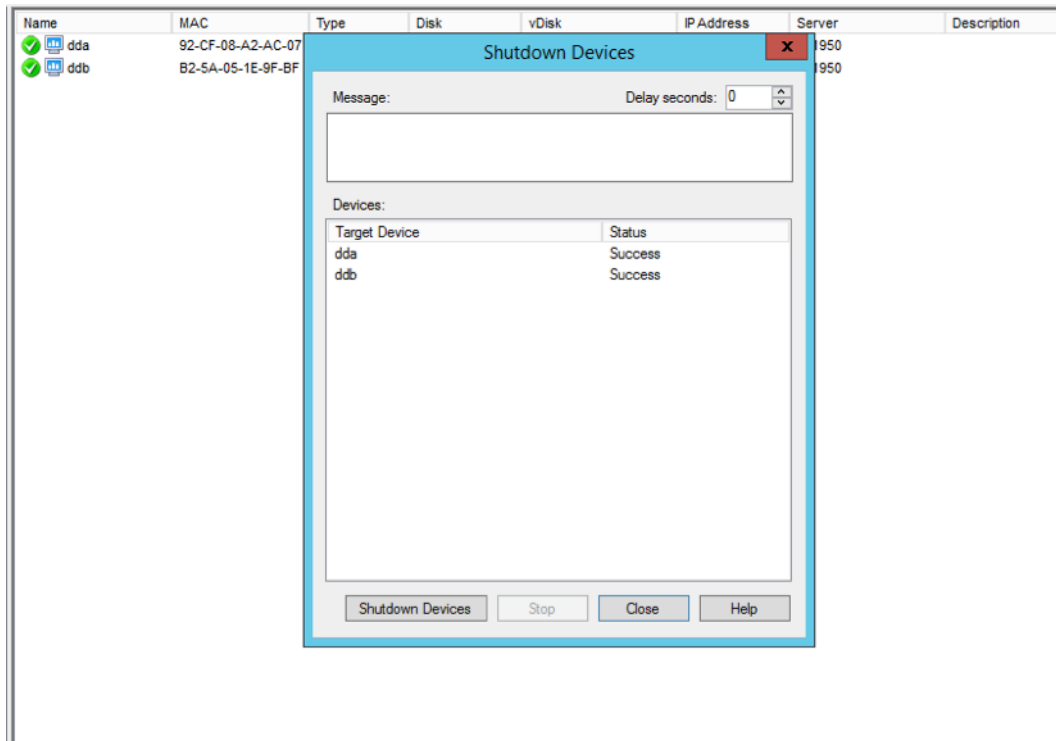 Name MAC Type Disk vDisk IP Address Server Description
dda 92-CF-08-A2-AC-07 1950
ddb B2-5A-05-1E-9F-BF 1950
Shutdown Devices x
Message: Delay seconds: 0
Devices:
Target Device Status
dda Success
ddb Success
Shutdown Devices Stop Close Help